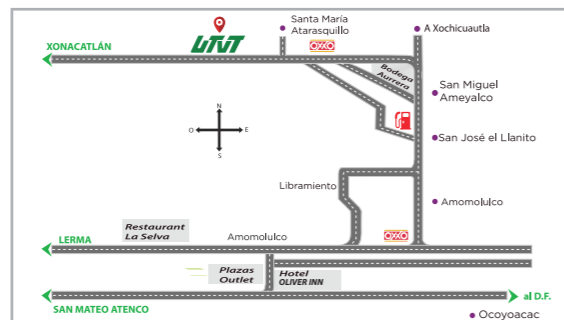 Santa María
Atarasquillo
A Xochicuautla
UTVT
OXXO
XONACATLÁN
Bodega
Aurrera
San Miguel
Ameyalco
N
O
E
S
San José el Llanito
Libramiento
Amomolulco
Restaurant
La Selva
Amomolulco
OXXO
LERMA
Plazas
Outlet
Hotel
OLIVER INN
al D.F.
SAN MATEO ATENCO
Ocoyoacac